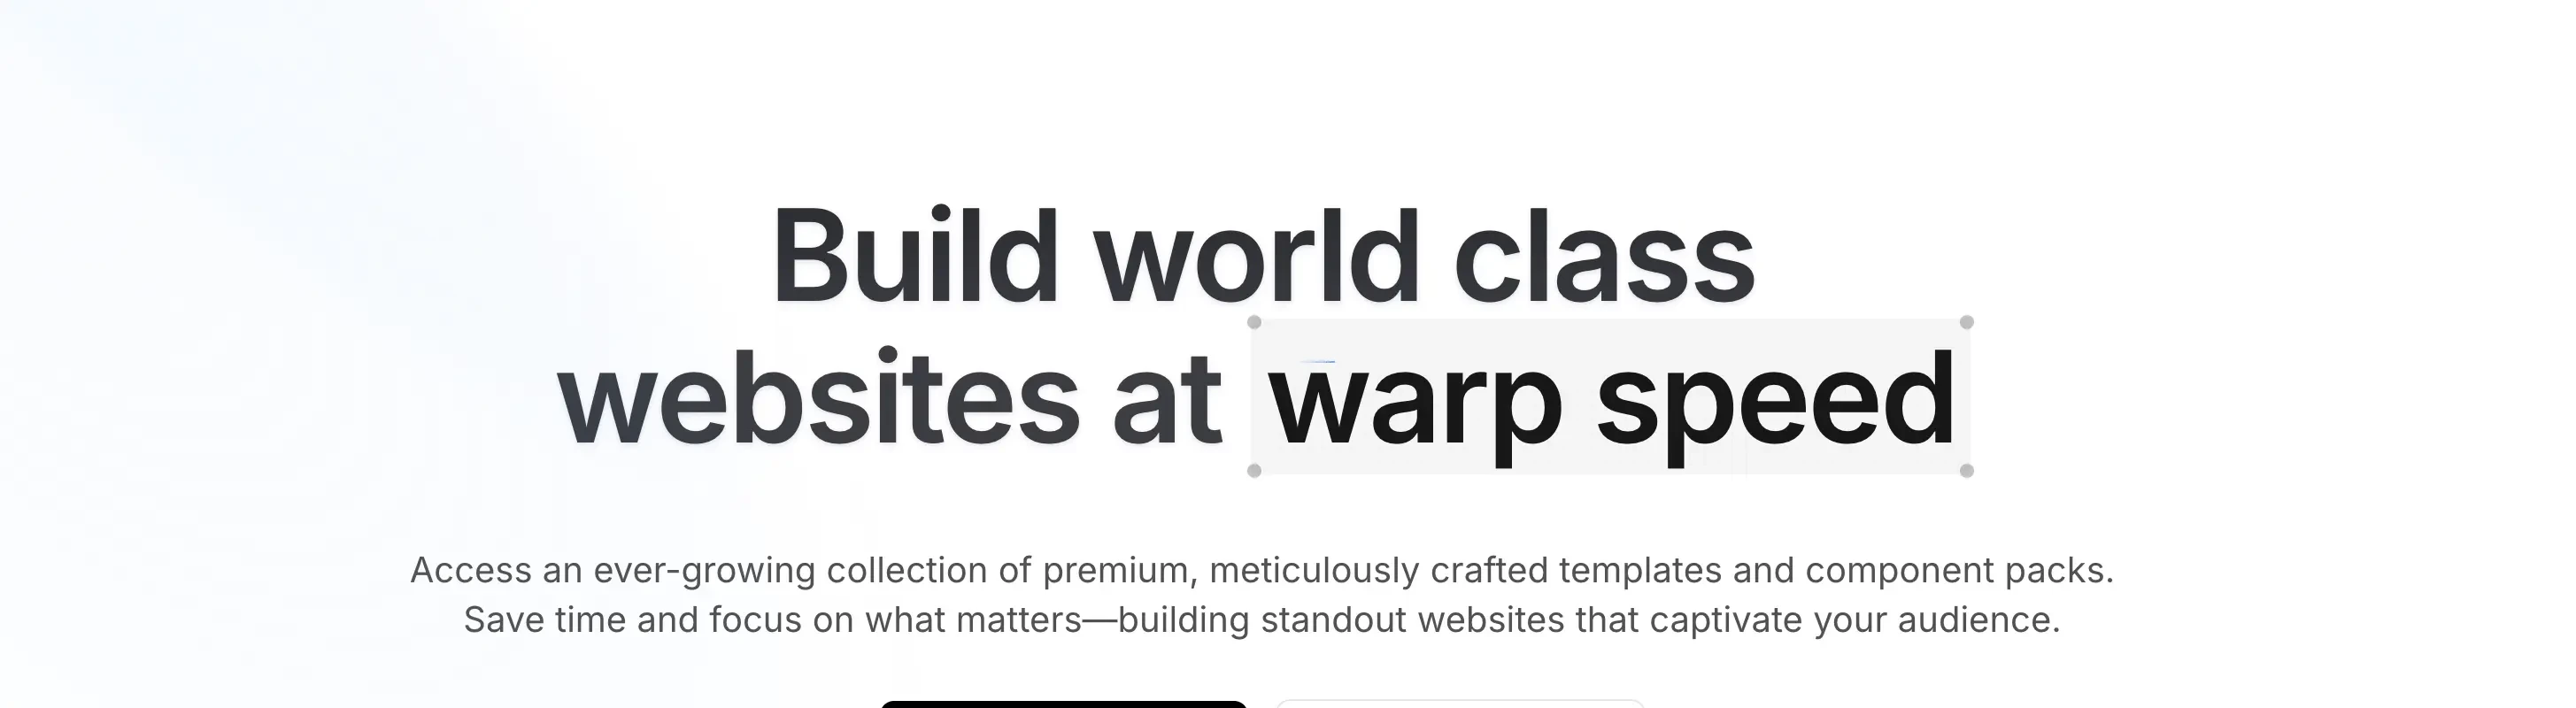 Build world class
websites at warp speed
Access an ever-growing collection of premium, meticulously crafted templates and component packs.
Save time and focus on what matters—building standout websites that captivate your audience.